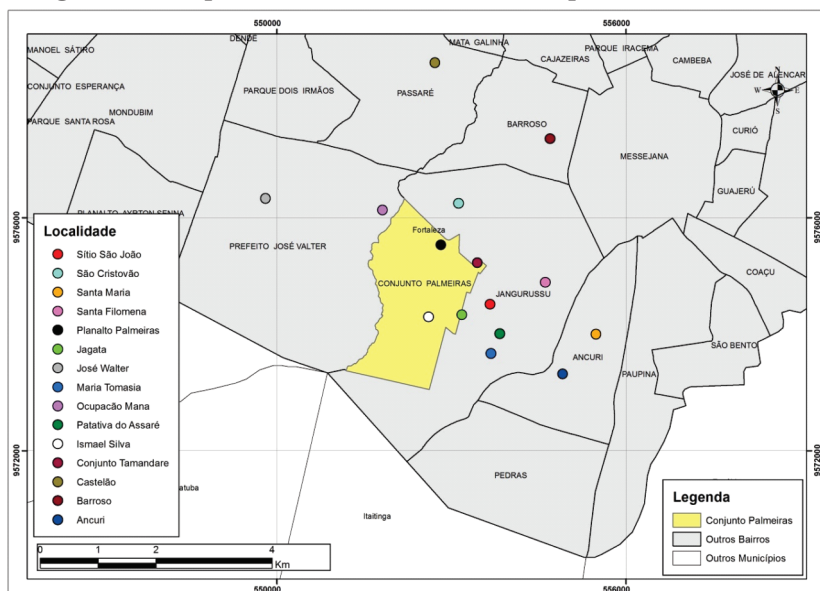 550000
556000
DENDE
MATA GALINHA
MANOEL SÁTIRO
PARQUE IRACEMA
CAJAZEIRAS
CAMBEBA
JOSÉ DE ALENCAR
CONJUNTO ESPERANÇA
PARQUE DOIS IRMÃOS
PASSARÉ
N
W
E
S
MONDUBIM
PARQUE SANTA ROSA
BARROSO
CURIÓ
MESSEJANA
GUAJERÚ
PLANALTO AYRTON SENNA
9576000
9576000
Fortaleza
PREFEITO JOSÉ VALTER
COAÇU
CONJUNTO PALMEIRAS
JANGURUSSU
SÃO BENTO
ANCURI
PAUPINA
9572000
9572000
PEDRAS
Itaitinga
Localidade
Sítio São João
São Cristovão
Santa Maria
Santa Filomena
Planalto Palmeiras
Jagata
José Walter
Maria Tomasia
Ocupacão Mana
Patativa do Assaré
Ismael Silva
Conjunto Tamandare
Castelão
Barroso
Ancuri
Legenda
Conjunto Palmeiras
Outros Bairros
Outros Municípios
0 1 2 4
Km
550000
556000